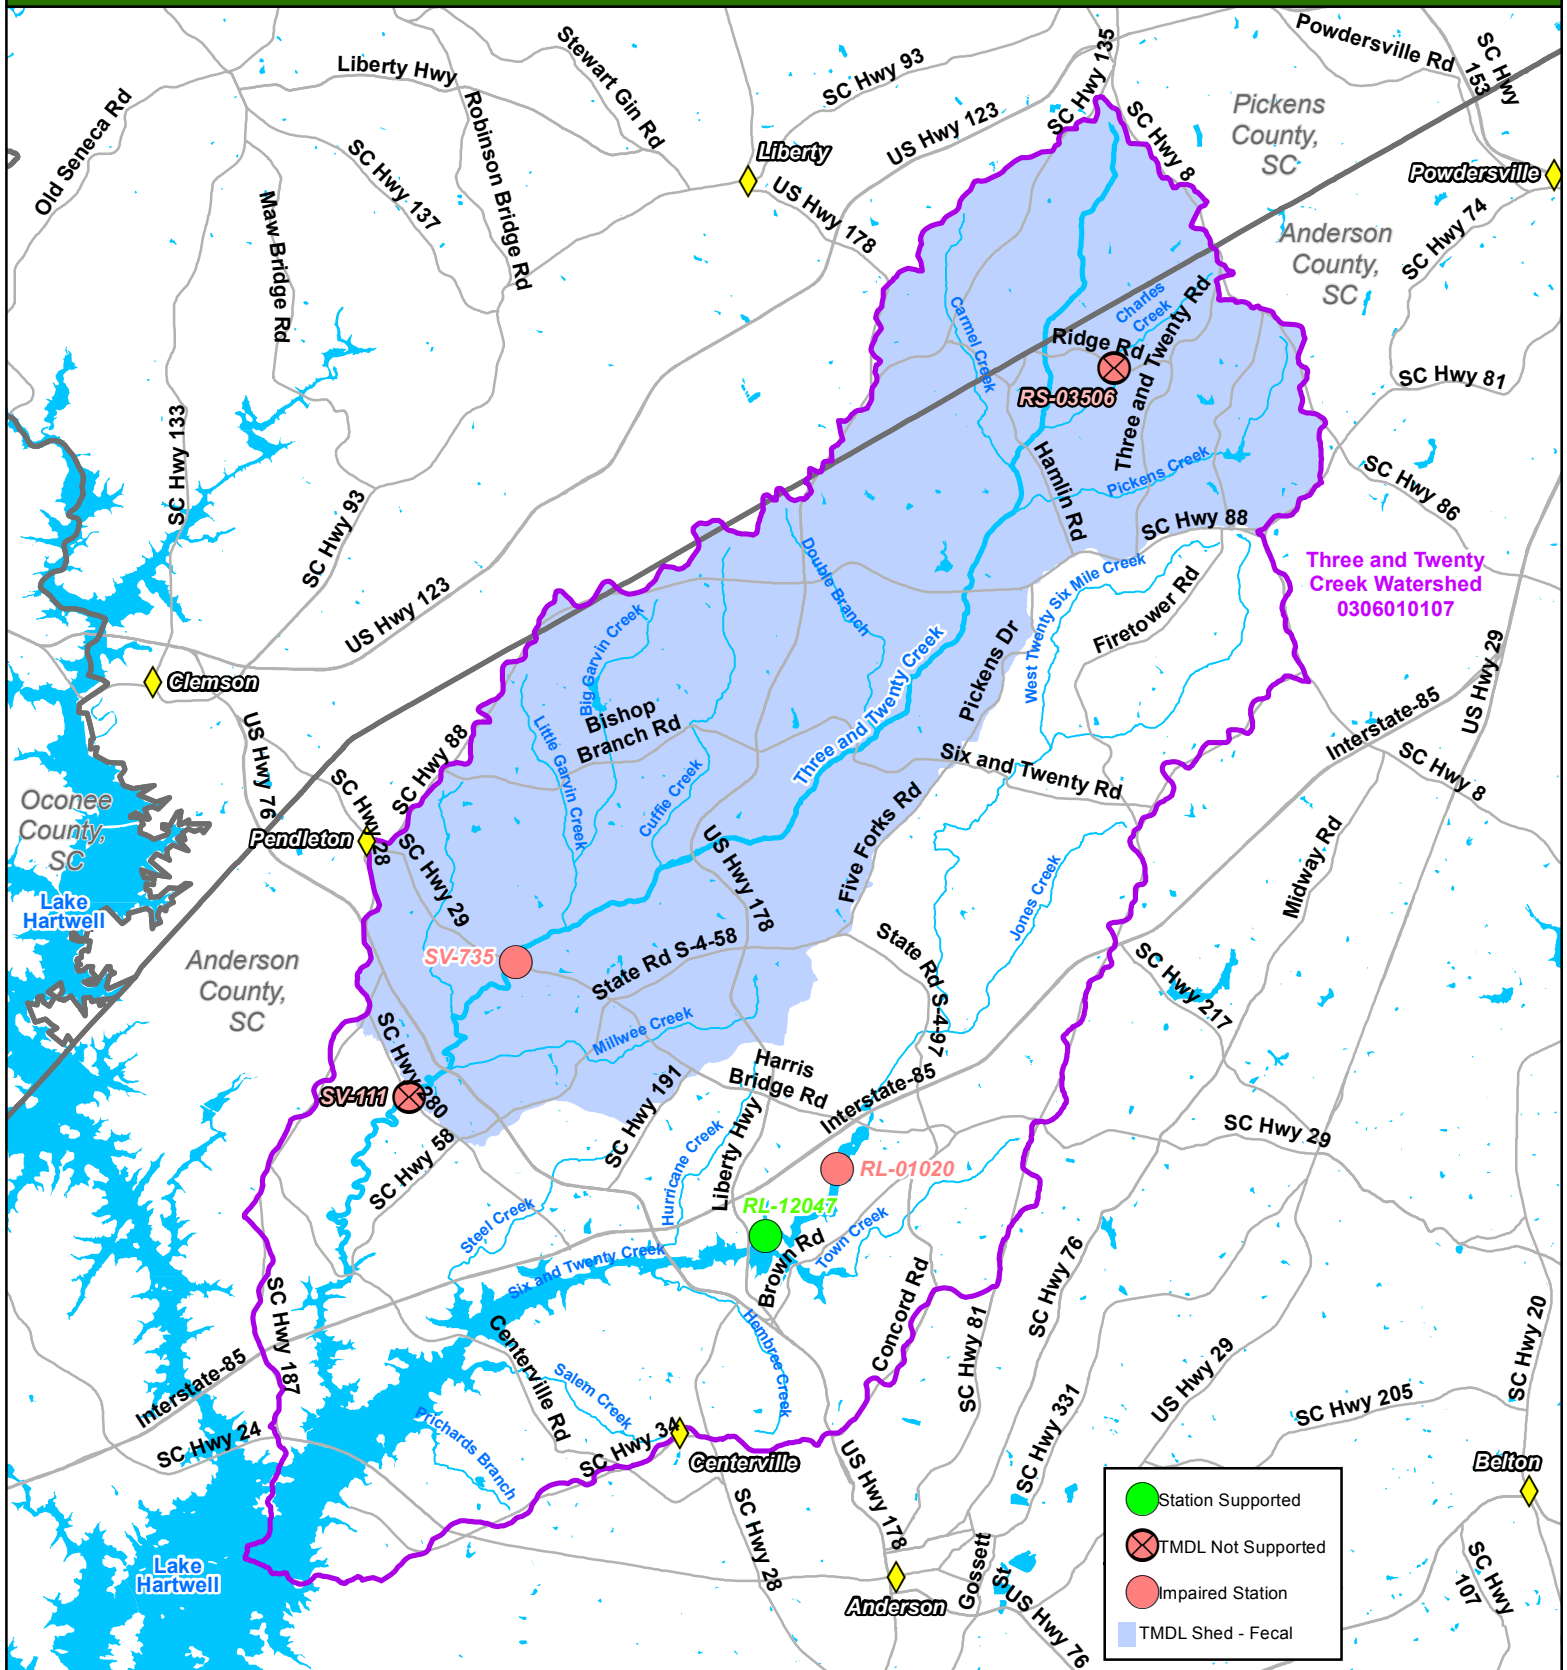 Stewart Gin Rd
Liberty Hwy
SC Hwy 93
SC Hwy 135
Powdersville Rd
SC Hwy
153
Old Seneca Rd
Robinson Bridge Rd
SC Hwy 137
Maw Bridge Rd
Liberty
US Hwy 123
US Hwy 178
SC Hwy 8
Pickens
County,
SC
Powdersville
Anderson
County,
SC
SC Hwy 74
Carmel Creek
Charles
Creek
Ridge Rd
Three and Twenty Rd
RS-03506
SC Hwy 81
SC Hwy 133
SC Hwy 93
Hamlin Rd
Pickens Creek
SC Hwy 86
SC Hwy 88
Three and Twenty
Creek Watershed
0306010107
Double Branch
West Twenty Six Mile Creek
Firetower Rd
US Hwy 123
Big Garvin Creek
Three and Twenty Creek
Pickens Dr
US Hwy 29
Clemson
US Hwy 76
SC Hwy 88
Little Garvin Creek
Bishop
Branch Rd
Cuffie Creek
Six and Twenty Rd
Interstate-85
SC Hwy 8
Oconee
County,
SC
SC Hwy 28
Pendleton
SC Hwy 29
US Hwy 178
Five Forks Rd
Midway Rd
Jones Creek
Lake
Hartwell
SV-735
State Rd S-4-58
State Rd S-4-97
SC Hwy 217
Anderson
County,
SC
SC Hwy 280
Millwee Creek
Harris
Bridge Rd
Interstate-85
SV-111
SC Hwy 191
SC Hwy 58
Hurricane Creek
Liberty Hwy
SC Hwy 29
RL-01020
RL-12047
Steel Creek
Six and Twenty Creek
Brown Rd
Town Creek
SC Hwy 76
SC Hwy 187
Centerville Rd
Hembree Creek
Concord Rd
SC Hwy 81
SC Hwy 20
Interstate-85
Salem Creek
US Hwy 29
SC Hwy 205
SC Hwy 331
Prichards Branch
SC Hwy 24
SC Hwy 34
Centerville
US Hwy 178
Belton
SC Hwy 28
Station Supported
TMDL Not Supported
Impaired Station
TMDL Shed - Fecal
Lake
Hartwell
Anderson
Gossett
St
US Hwy 76
SC Hwy
107